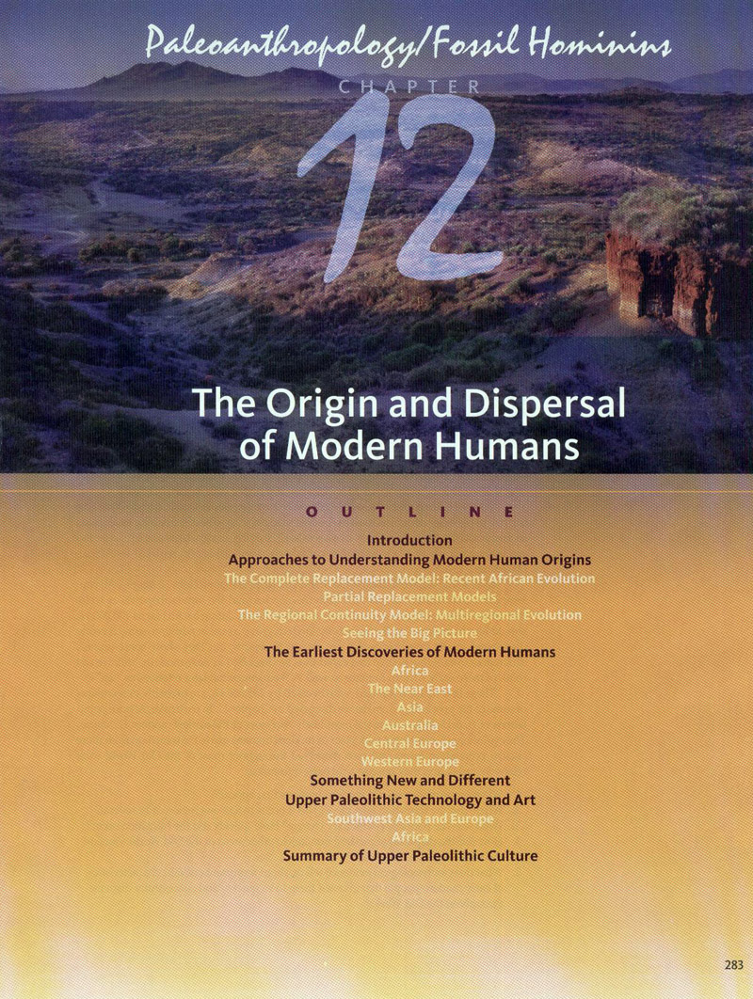 Paleoanthropology/Fossil Hominins
CHAPTER
12
The Origin and Dispersal
of Modern Humans
OUTLINE
Introduction
Approaches to Understanding Modern Human Origins
The Complete Replacement Model: Recent African Evolution
Partial Replacement Models
The Regional Continuity Model: Multiregional Evolution
Seeing the Big Picture
The Earliest Discoveries of Modern Humans
Africa
The Near East
Asia
Australia
Central Europe
Western Europe
Something New and Different
Upper Paleolithic Technology and Art
Southwest Asia and Europe
Africa
Summary of Upper Paleolithic Culture
283